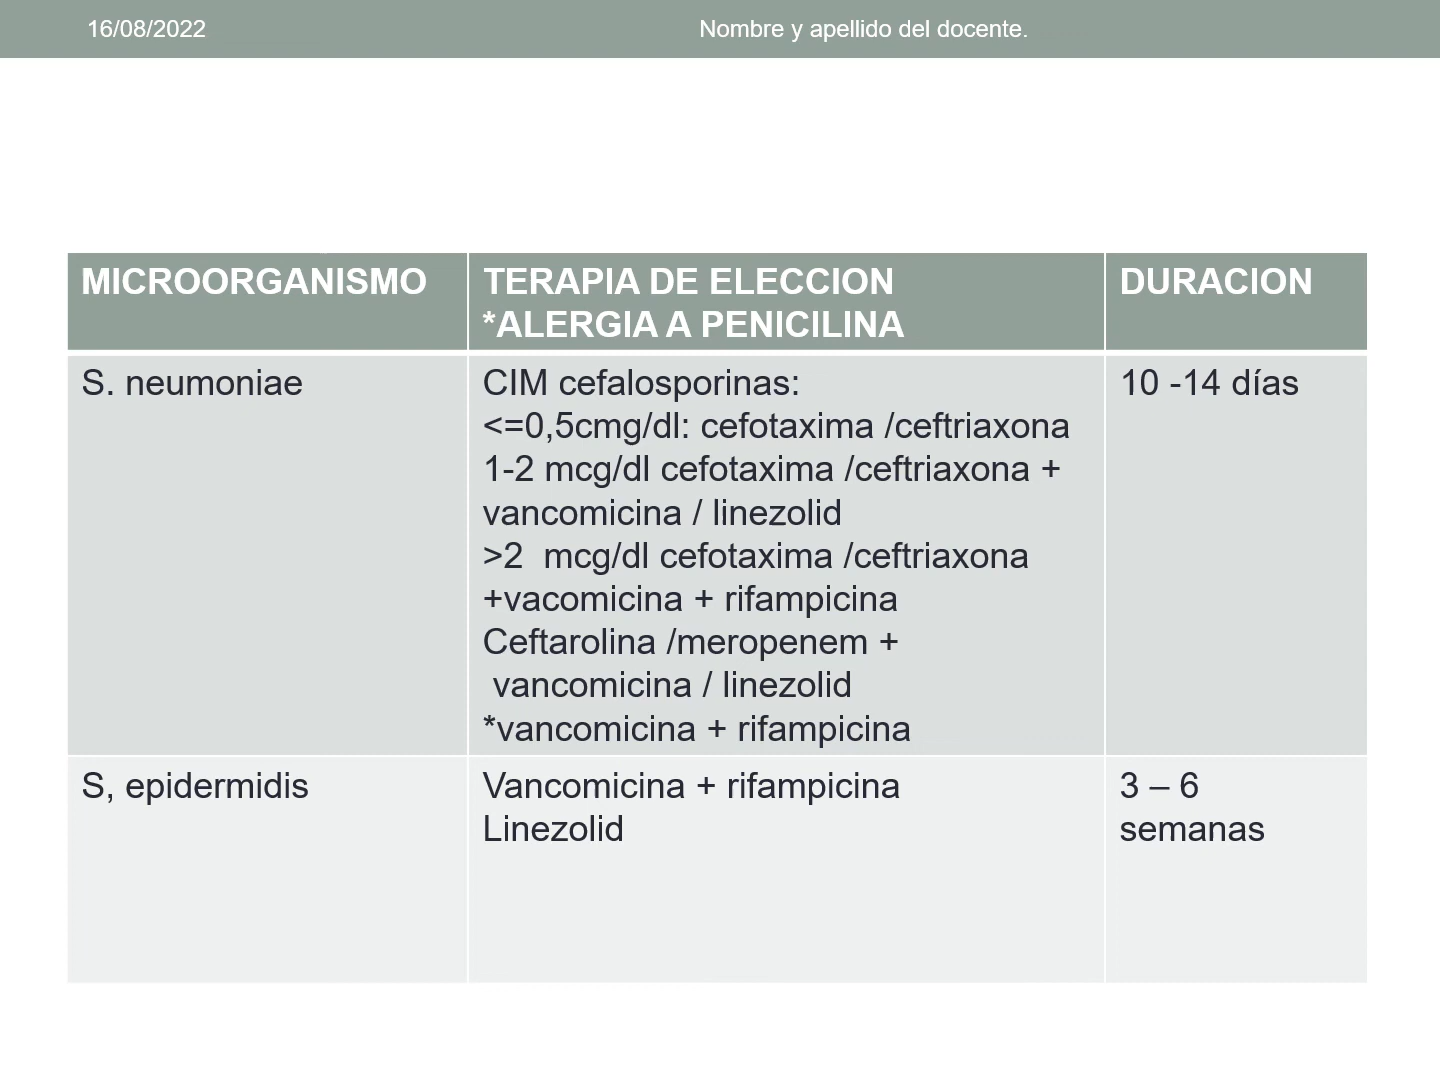 16/08/2022
Nombre y apellido del docente.
MICROORGANISMO
TERAPIA DE ELECCION
*ALERGIA A PENICILINA
DURACION
S. neumoniae
CIM cefalosporinas:
<=0,5cmg/dl: cefotaxima /ceftriaxona
1-2 mcg/dl cefotaxima /ceftriaxona +
vancomicina / linezolid
>2  mcg/dl cefotaxima /ceftriaxona
+vacomicina + rifampicina
Ceftarolina /meropenem +
vancomicina / linezolid
*vancomicina + rifampicina
10 -14 días
S, epidermidis
Vancomicina + rifampicina
Linezolid
3 – 6
semanas